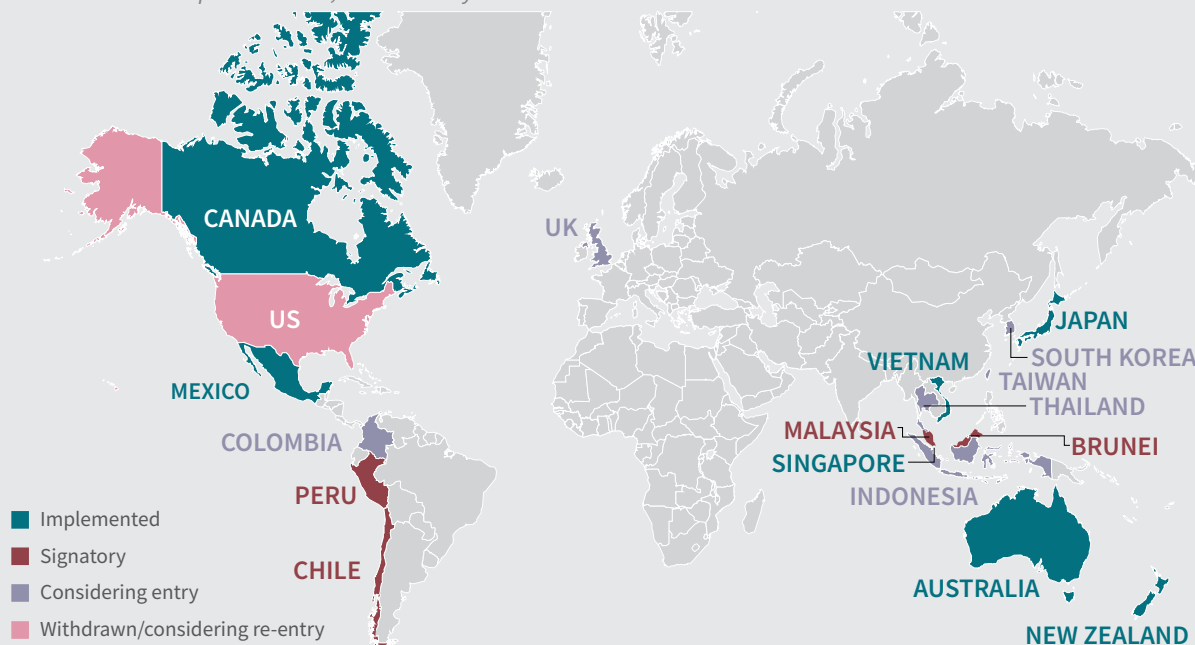 CANADA
UK
US
JAPAN
VIETNAM
SOUTH KOREA
TAIWAN
MEXICO
THAILAND
MALAYSIA
COLOMBIA
BRUNEI
SINGAPORE
PERU
INDONESIA
Implemented
Signatory
CHILE
AUSTRALIA
Considering entry
Withdrawn/considering re-entry
NEW ZEALAND